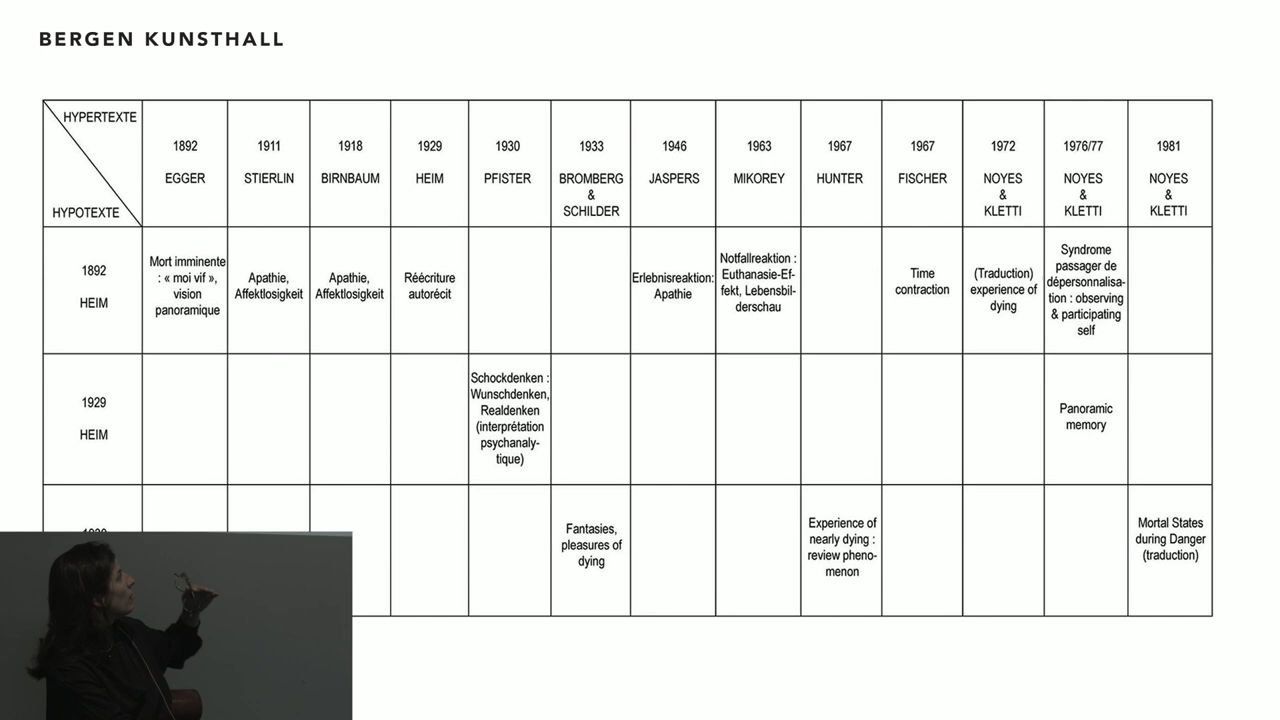 BERGEN KUNSTHALL
HYPERTEXTE
HYPOTEXTE
1892
EGGER
1911
STIERLIN
1918
BIRNBAUM
1929
HEIM
1930
PFISTER
1933
BROMBERG
&
SCHILDER
1946
JASPERS
1963
MIKOREY
1967
HUNTER
1967
FISCHER
1972
NOYES
&
KLETTI
1976/77
NOYES
&
KLETTI
1981
NOYES
&
KLETTI
1892
HEIM
Mort imminente
: « moi vif »,
vision
panoramique
Apathie,
Affektlosigkeit
Apathie,
Affektlosigkeit
Réécriture
autorécit
Erlebnisreaktion:
Apathie
Notfallreaktion :
Euthanasie-Ef-
fekt, Lebensbil-
derschau
Time
contraction
(Traduction)
experience of
dying
Syndrome
passager de
dépersonnalisa-
tion : observing
& participating
self
1929
HEIM
Schockdenken :
Wunschdenken,
Realdenken
(interprétation
psychanaly-
tique)
Panoramic
memory
Fantasies,
pleasures of
dying
Experience of
nearly dying :
review pheno-
menon
Mortal States
during Danger
(traduction)